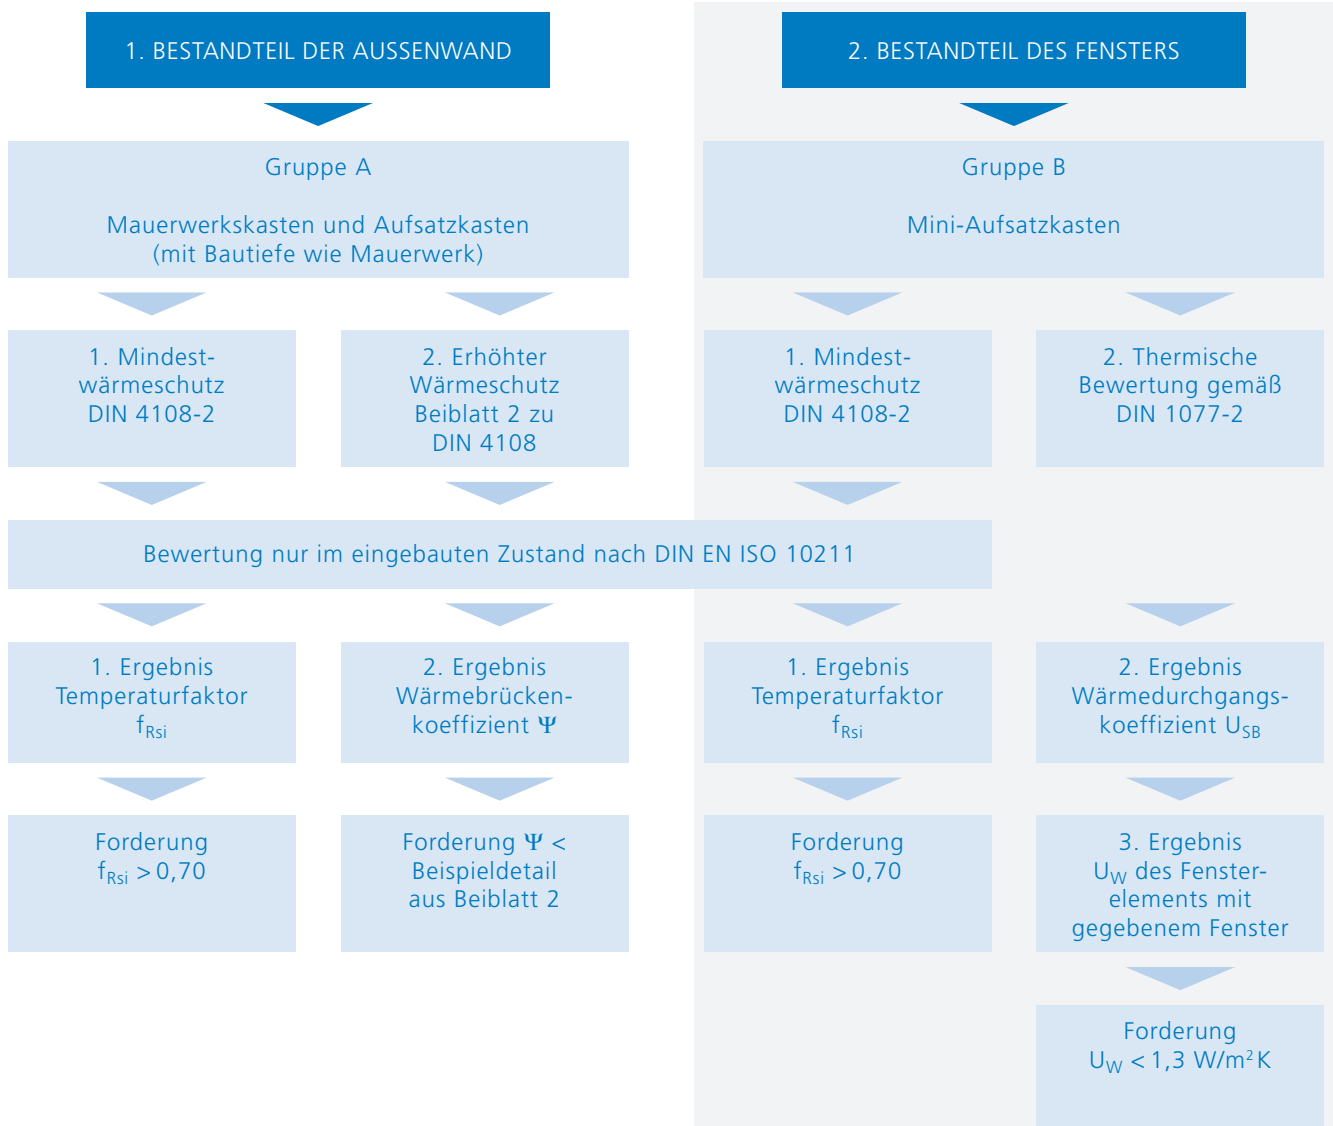 1. BESTANDTEIL DER AUSSENWAND
Gruppe A
Mauerwerkskasten und Aufsatzkasten
(mit Bautiefe wie Mauerwerk)
1. Mindest-
wärmeschutz
DIN 4108-2
2. Erhöhter
Wärmeschutz
Beiblatt 2 zu
DIN 4108
2. BESTANDTEIL DES FENSTERS
Gruppe B
Mini-Aufsatzkasten
1. Mindest-
wärmeschutz
DIN 4108-2
2. Thermische
Bewertung gemäß
DIN 1077-2
Bewertung nur im eingebauten Zustand nach DIN EN ISO 10211
1. Ergebnis
Temperaturfaktor
fRsi
2. Ergebnis
Wärmebrücken-
koeffizient Ψ
1. Ergebnis
Temperaturfaktor
fRsi
2. Ergebnis
Wärmedurchgangs-
koeffizient USB
Forderung
fRsi > 0,70
Forderung Ψ <
Beispieldetail
aus Beiblatt 2
Forderung
fRsi > 0,70
3. Ergebnis
UW des Fenster-
elements mit
gegebenem Fenster
Forderung
UW < 1,3 W/m²K